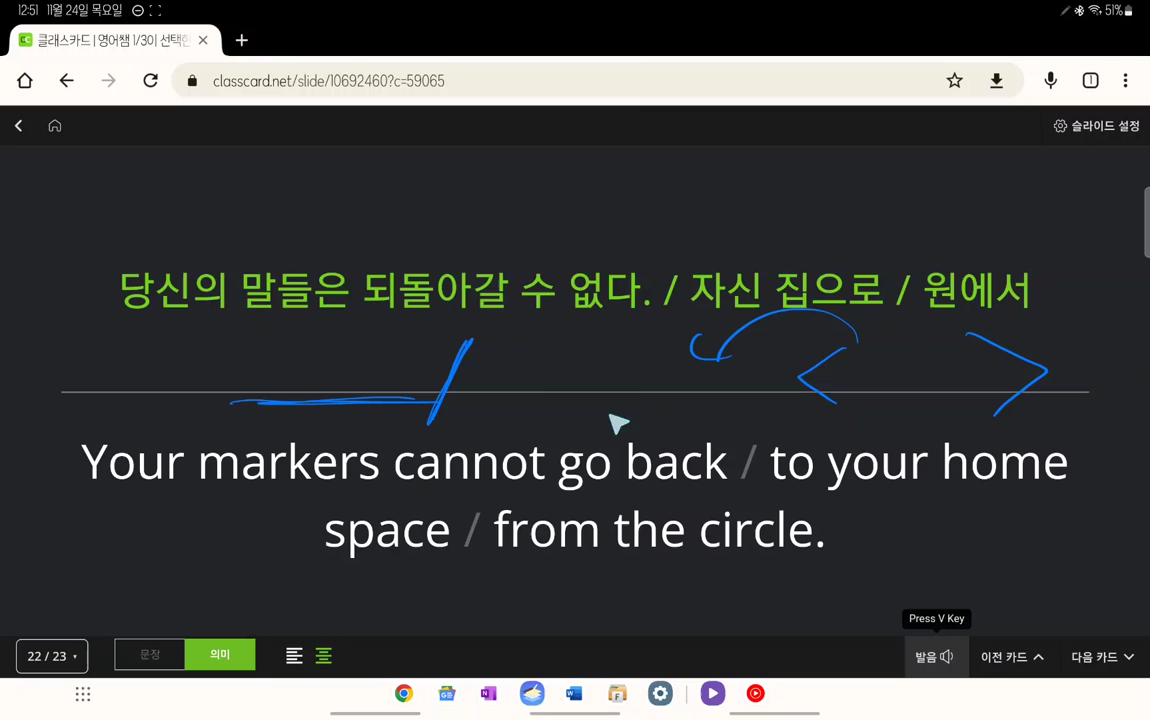 12:51 11월 24일 목요일
51%
클래스카드 | 영어쌤 1/3이 선택한
classcard.net/slide/10692460?c=59065
1
슬라이드 설정
당신의 말들은 되돌아갈 수 없다. / 자신 집으로 / 원에서
Your markers cannot go back / to your home
space / from the circle.
Press V Key
22 / 23
문장
의미
발음
이전 카드
다음 카드